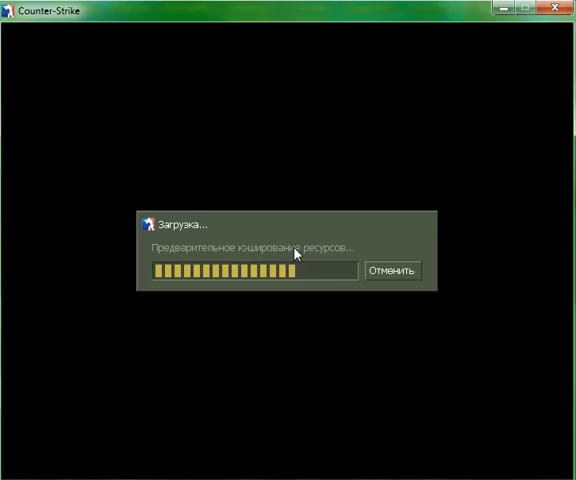 Counter-Strike
Загрузка...
Предварительное кэширование ресурсов...
Отменить